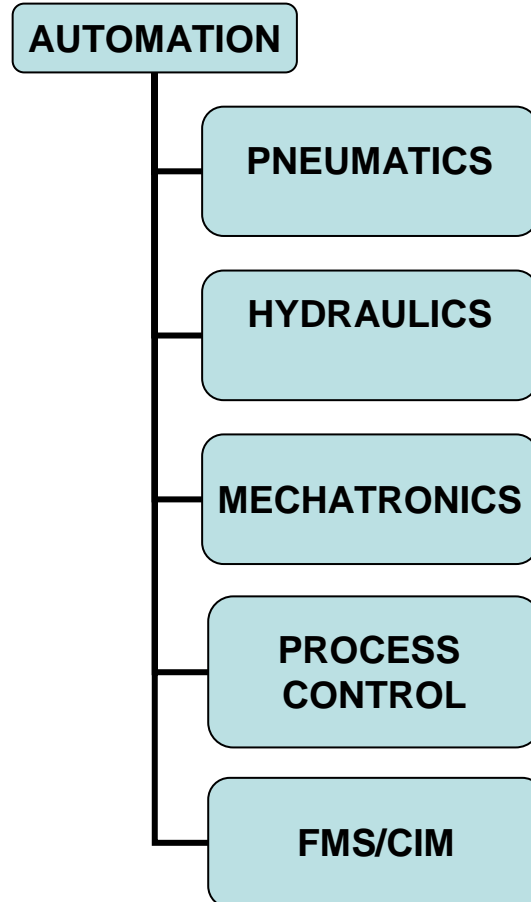 AUTOMATION
PNEUMATICS
HYDRAULICS
MECHATRONICS
PROCESS
CONTROL
FMS/CIM